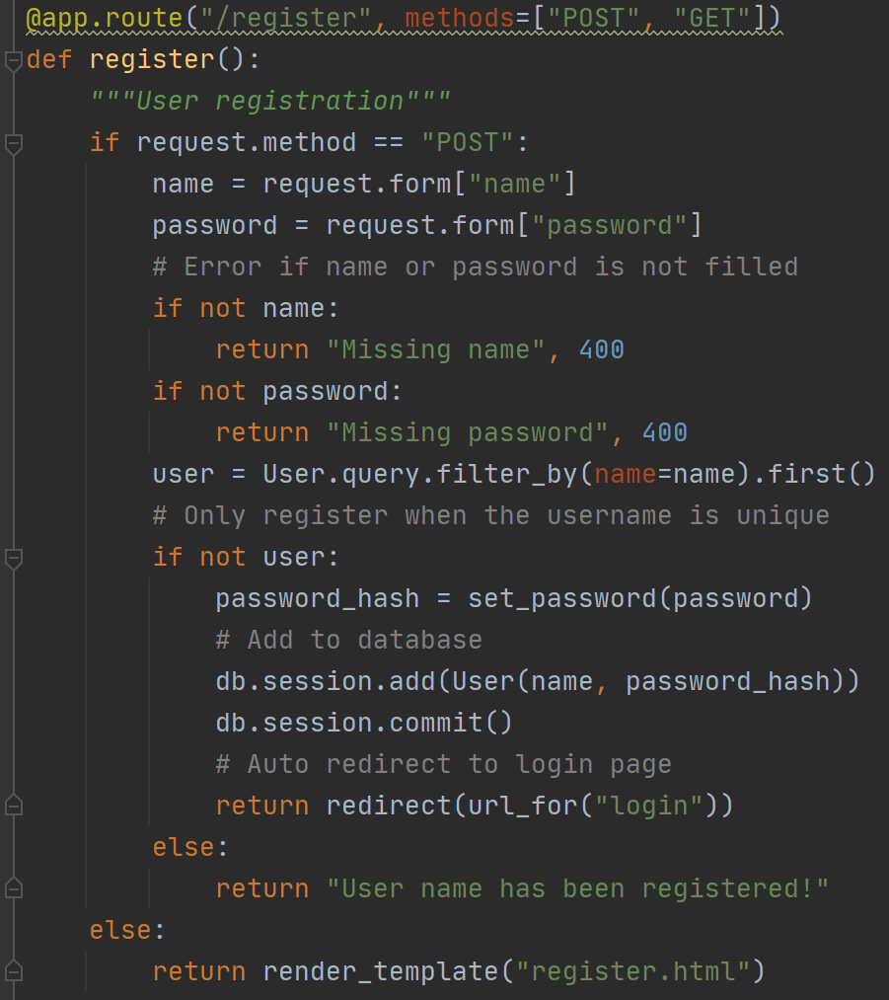 @app.route("/register", methods=["POST", "GET"])
def register():
    """User registration"""
    if request.method == "POST":
        name = request.form["name"]
        password = request.form["password"]
        # Error if name or password is not filled
        if not name:
            return "Missing name", 400
        if not password:
            return "Missing password", 400
        user = User.query.filter_by(name=name).first()
        # Only register when the username is unique
        if not user:
            password_hash = set_password(password)
            # Add to database
            db.session.add(User(name, password_hash))
            db.session.commit()
            # Auto redirect to login page
            return redirect(url_for("login"))
        else:
            return "User name has been registered!"
    else:
        return render_template("register.html")